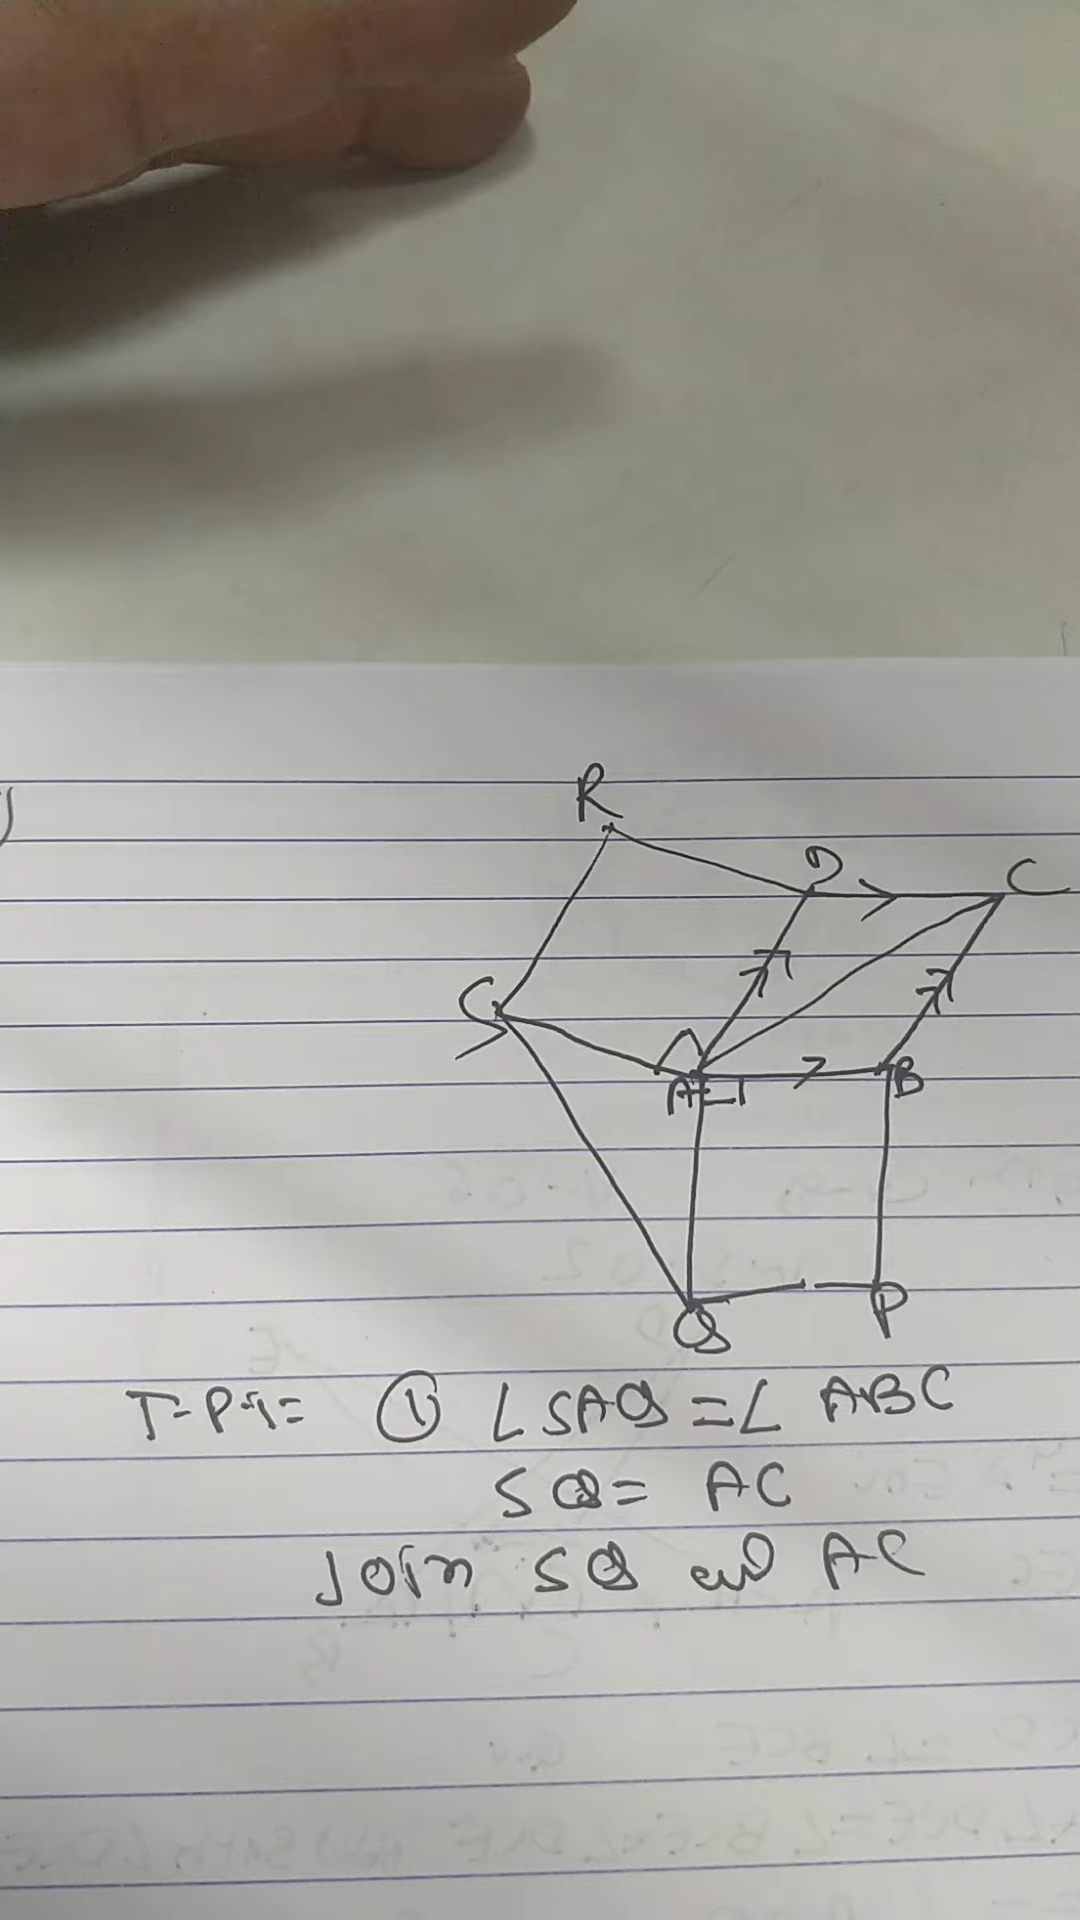 R
D
C
S
A
B
Q
P
T-P-T= ① ∠SAQ = ∠ ABC
SQ = AC
JOin SQ and AC